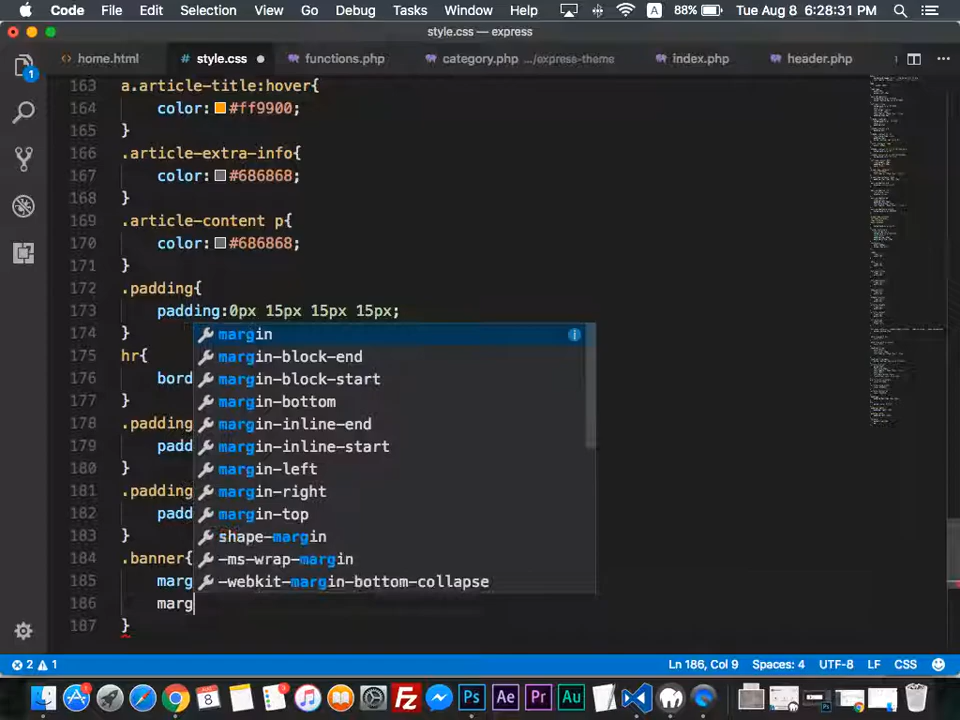 Code File Edit Selection View Go Debug Tasks Window Help A 88% Tue Aug 8 6:28:31 PM
style.css — express
home.html # style.css functions.php category.php .../express-theme index.php header.php
163 a.article-title:hover{
164 color: #ff9900;
165 }
166 .article-extra-info{
167 color: #686868;
168 }
169 .article-content p{
170 color: #686868;
171 }
172 .padding{
173 padding:0px 15px 15px 15px;
174 }
margin
175 hr{
margin-block-end
176 bord
margin-block-start
177 }
margin-bottom
178 .padding
margin-inline-end
179 padd
margin-inline-start
180 }
margin-left
181 .padding
margin-right
182 padd
margin-top
183 }
shape-margin
184 .banner{
-ms-wrap-margin
185 marg
-webkit-margin-bottom-collapse
186 marg
187 }
2 1 Ln 186, Col 9 Spaces: 4 UTF-8 LF CSS